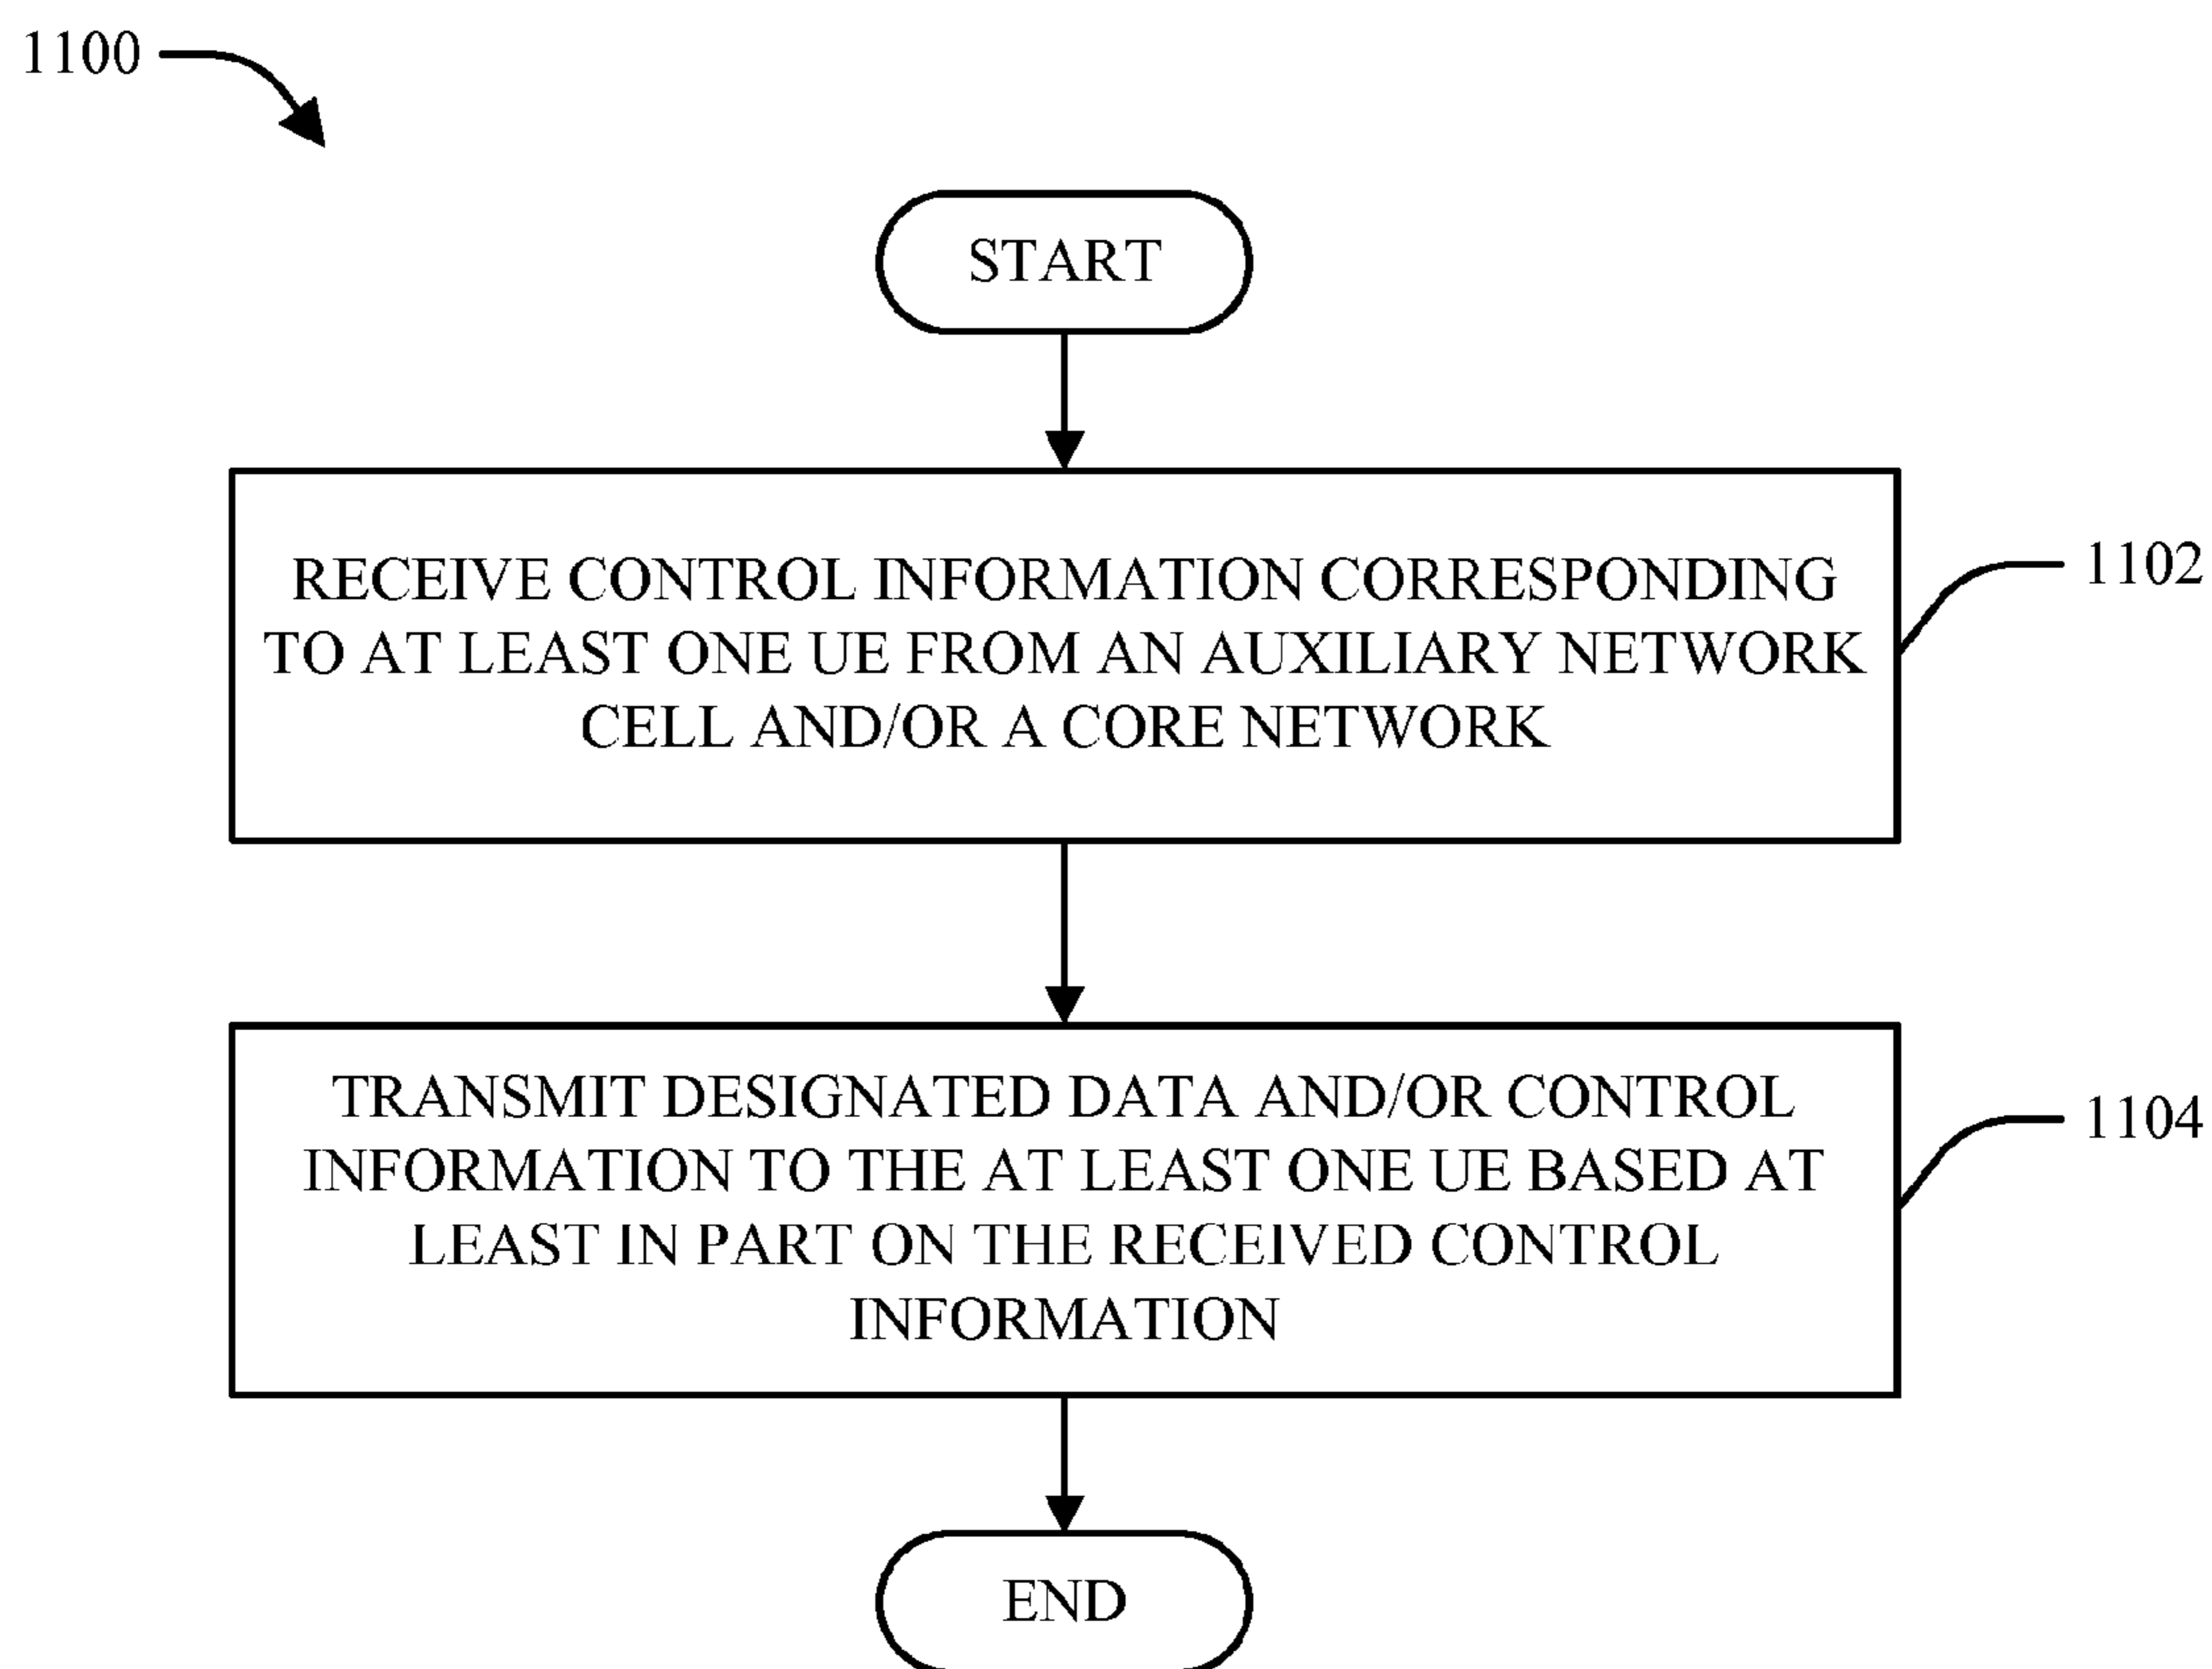 1100
START
RECEIVE CONTROL INFORMATION CORRESPONDING
TO AT LEAST ONE UE FROM AN AUXILIARY NETWORK
CELL AND/OR A CORE NETWORK
1102
TRANSMIT DESIGNATED DATA AND/OR CONTROL
INFORMATION TO THE AT LEAST ONE UE BASED AT
LEAST IN PART ON THE RECEIVED CONTROL
INFORMATION
1104
END